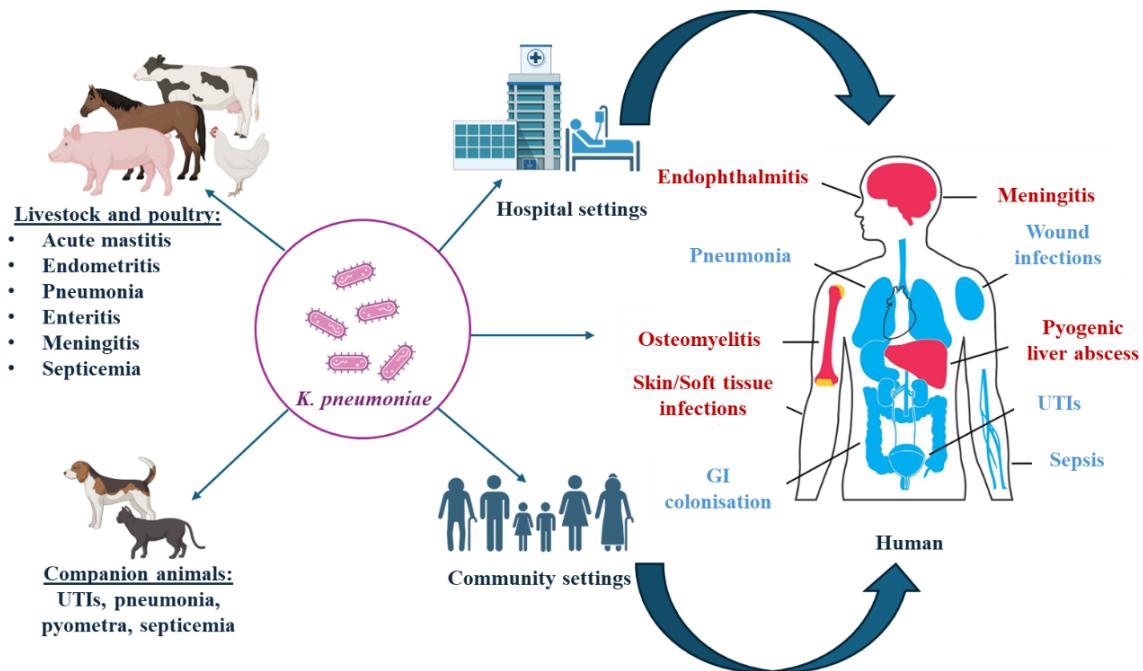 Livestock and poultry:
• Acute mastitis
• Endometritis
• Pneumonia
• Enteritis
• Meningitis
• Septicemia
Hospital settings
K. pneumoniae
Companion animals:
UTIs, pneumonia,
pyometra, septicemia
Community settings
Endophthalmitis
Meningitis
Pneumonia
Wound
infections
Osteomyelitis
Pyogenic
liver abscess
Skin/Soft tissue
infections
UTIs
GI
colonisation
Sepsis
Human